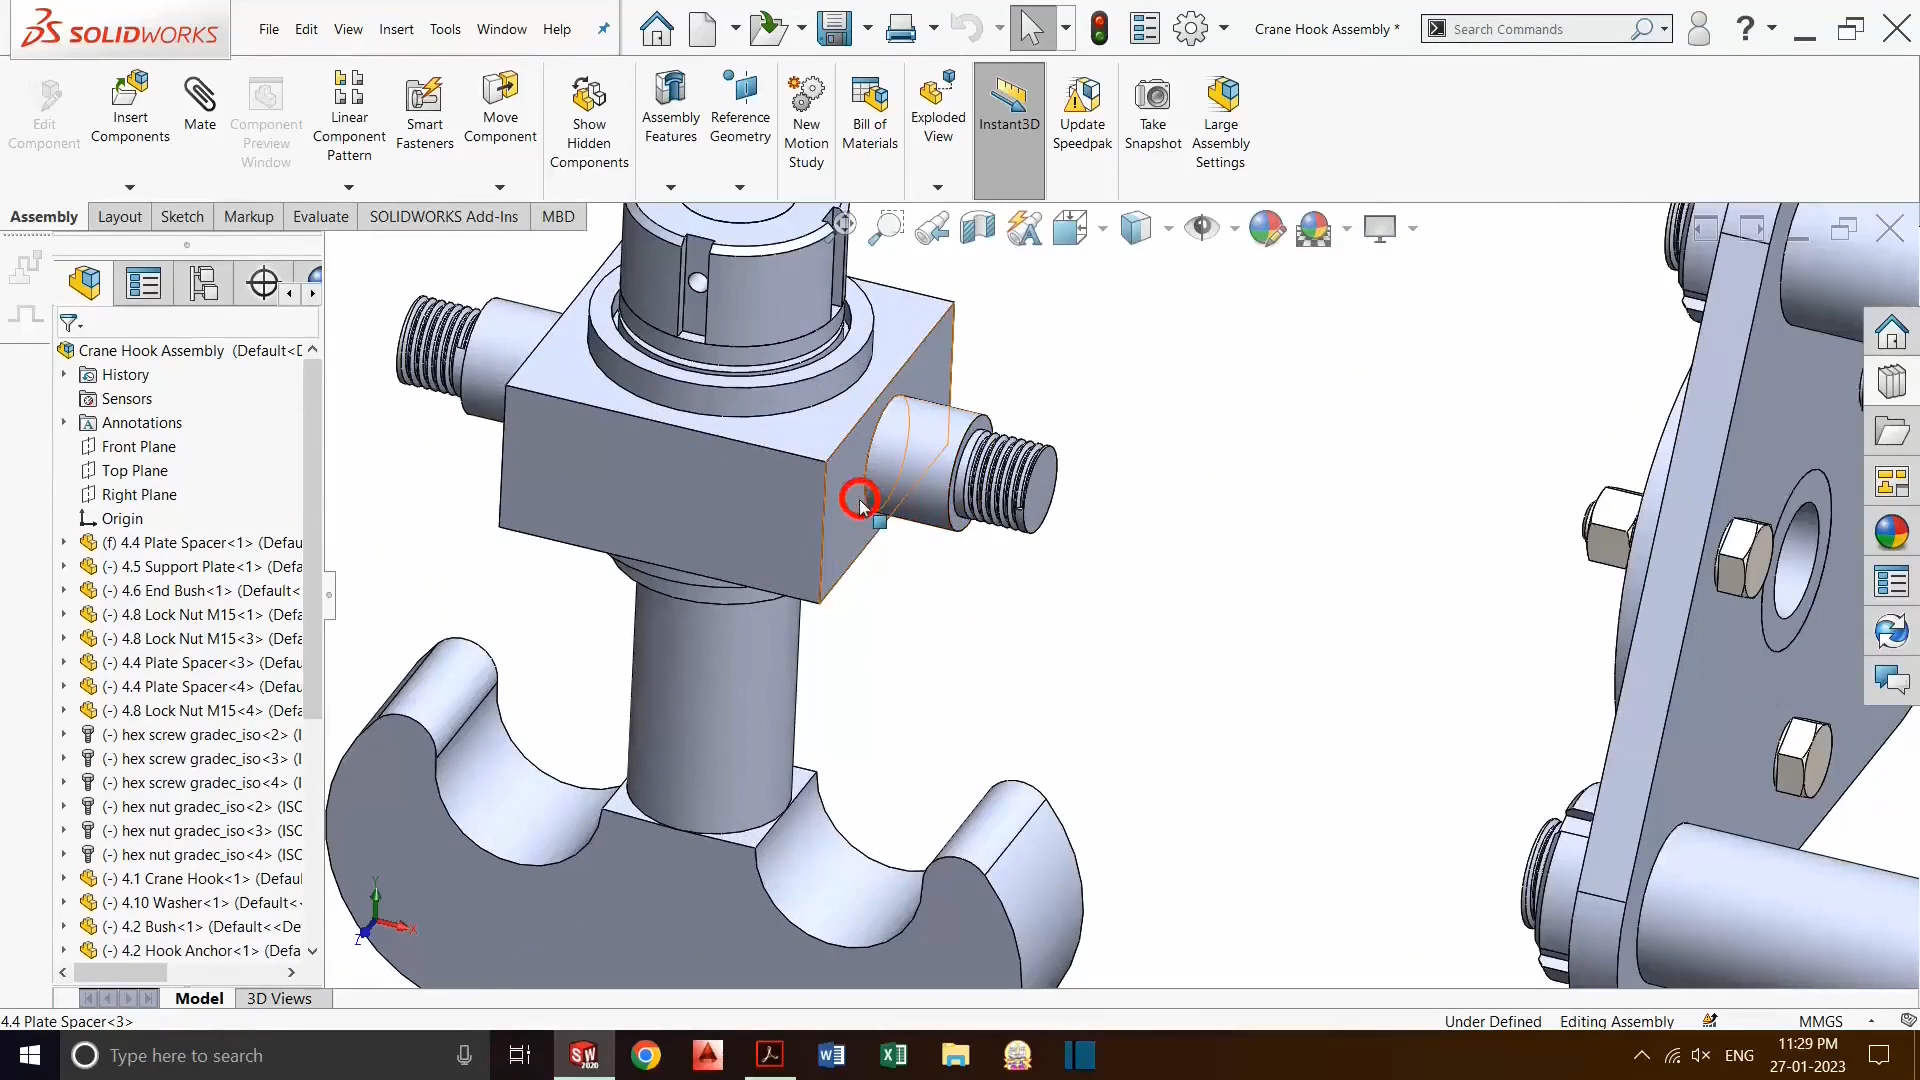 SOLIDWORKS
File Edit View Insert Tools Window Help
Crane Hook Assembly *
Search Commands
Edit Component
Insert Components
Mate
Component Preview Window
Linear Component Pattern
Smart Fasteners
Move Component
Show Hidden Components
Assembly Features
Reference Geometry
New Motion Study
Bill of Materials
Exploded View
Instant3D
Update Speedpak
Take Snapshot
Large Assembly Settings
Assembly Layout Sketch Markup Evaluate SOLIDWORKS Add-Ins MBD
Crane Hook Assembly (Default<D
History
Sensors
Annotations
Front Plane
Top Plane
Right Plane
Origin
(f) 4.4 Plate Spacer<1> (Defau
(-) 4.5 Support Plate<1> (Defa
(-) 4.6 End Bush<1> (Default<
(-) 4.8 Lock Nut M15<1> (Defa
(-) 4.8 Lock Nut M15<3> (Defa
(-) 4.4 Plate Spacer<3> (Defau
(-) 4.4 Plate Spacer<4> (Defau
(-) 4.8 Lock Nut M15<4> (Defa
(-) hex screw gradec_iso<2> (I
(-) hex screw gradec_iso<3> (I
(-) hex screw gradec_iso<4> (I
(-) hex nut gradec_iso<2> (ISC
(-) hex nut gradec_iso<3> (ISC
(-) hex nut gradec_iso<4> (ISC
(-) 4.1 Crane Hook<1> (Defaul
(-) 4.10 Washer<1> (Default<<
(-) 4.2 Bush<1> (Default<<De
(-) 4.2 Hook Anchor<1> (Defa
Y
X
Z
Model 3D Views
4.4 Plate Spacer<3>
Under Defined Editing Assembly MMGS
Type here to search
SW 2020
ENG
11:29 PM
27-01-2023